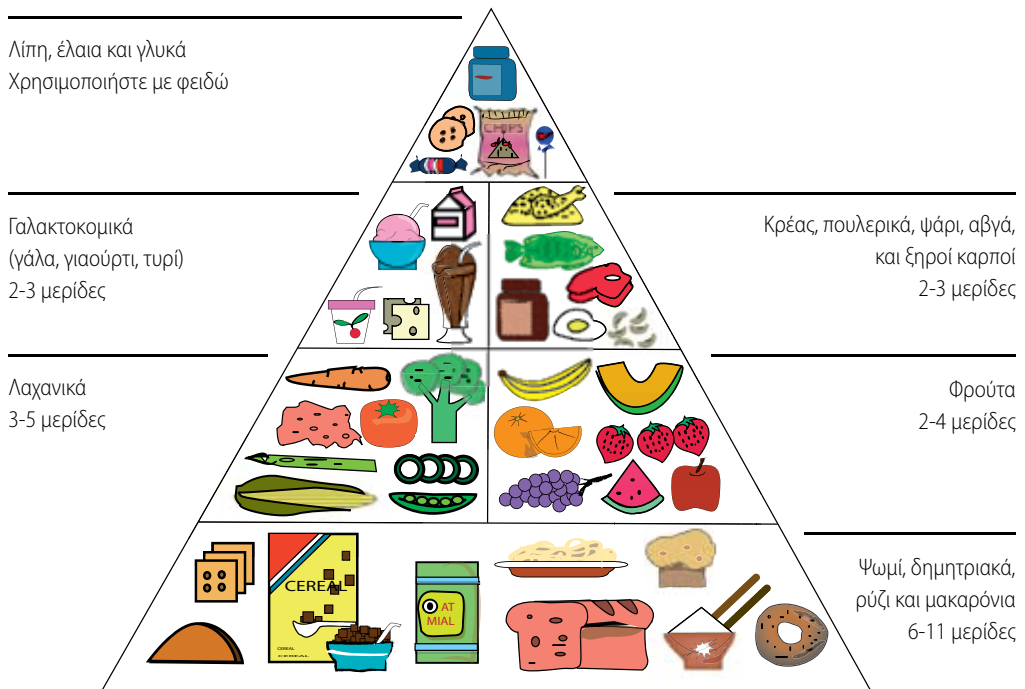 Λίπη, έλαια και γλυκά
Χρησιμοποιήστε με φειδώ
CHIPS
Γαλακτοκομικά
(γάλα, γιαούρτι, τυρί)
2-3 μερίδες
Κρέας, πουλερικά, ψάρι, αβγά,
και ξηροί καρποί
2-3 μερίδες
Λαχανικά
3-5 μερίδες
Φρούτα
2-4 μερίδες
CEREAL
CEREAL
CEREAL
AT
MIAL
Ψωμί, δημητριακά,
ρύζι και μακαρόνια
6-11 μερίδες